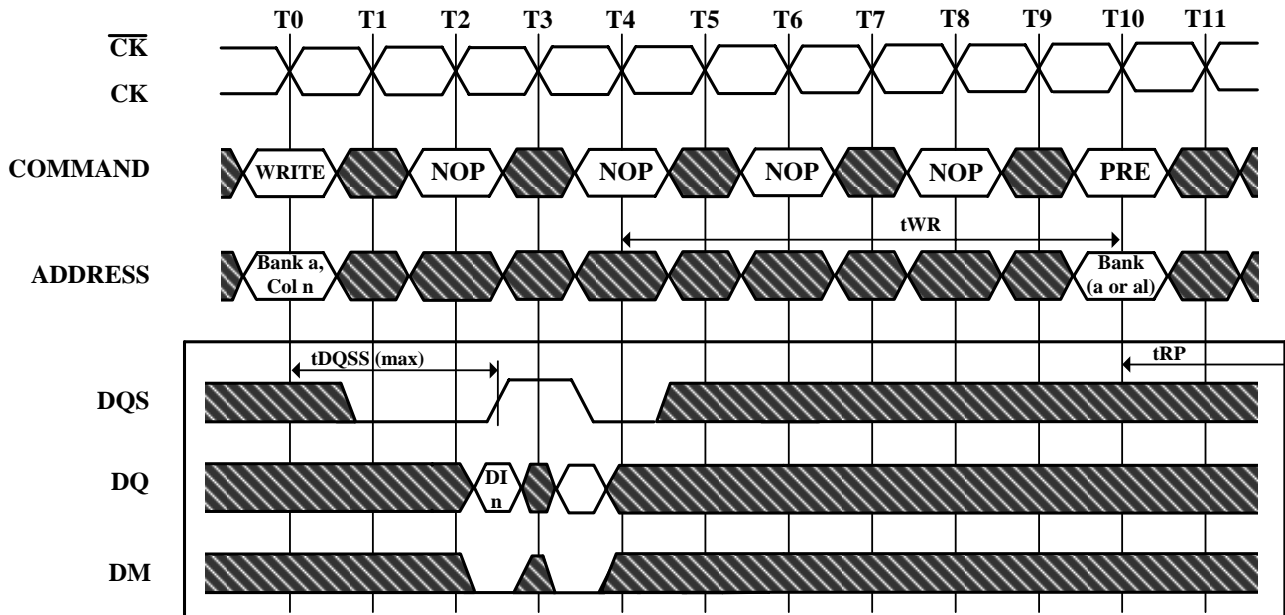 T0 T1 T2 T3 T4 T5 T6 T7 T8 T9 T10 T11
CK
CK
COMMAND
WRITE NOP NOP NOP NOP PRE
tWR
ADDRESS
Bank a,
Col n
Bank
(a or al)
tDQSS (max)
tRP
DQS
DQ
DI
n
DM